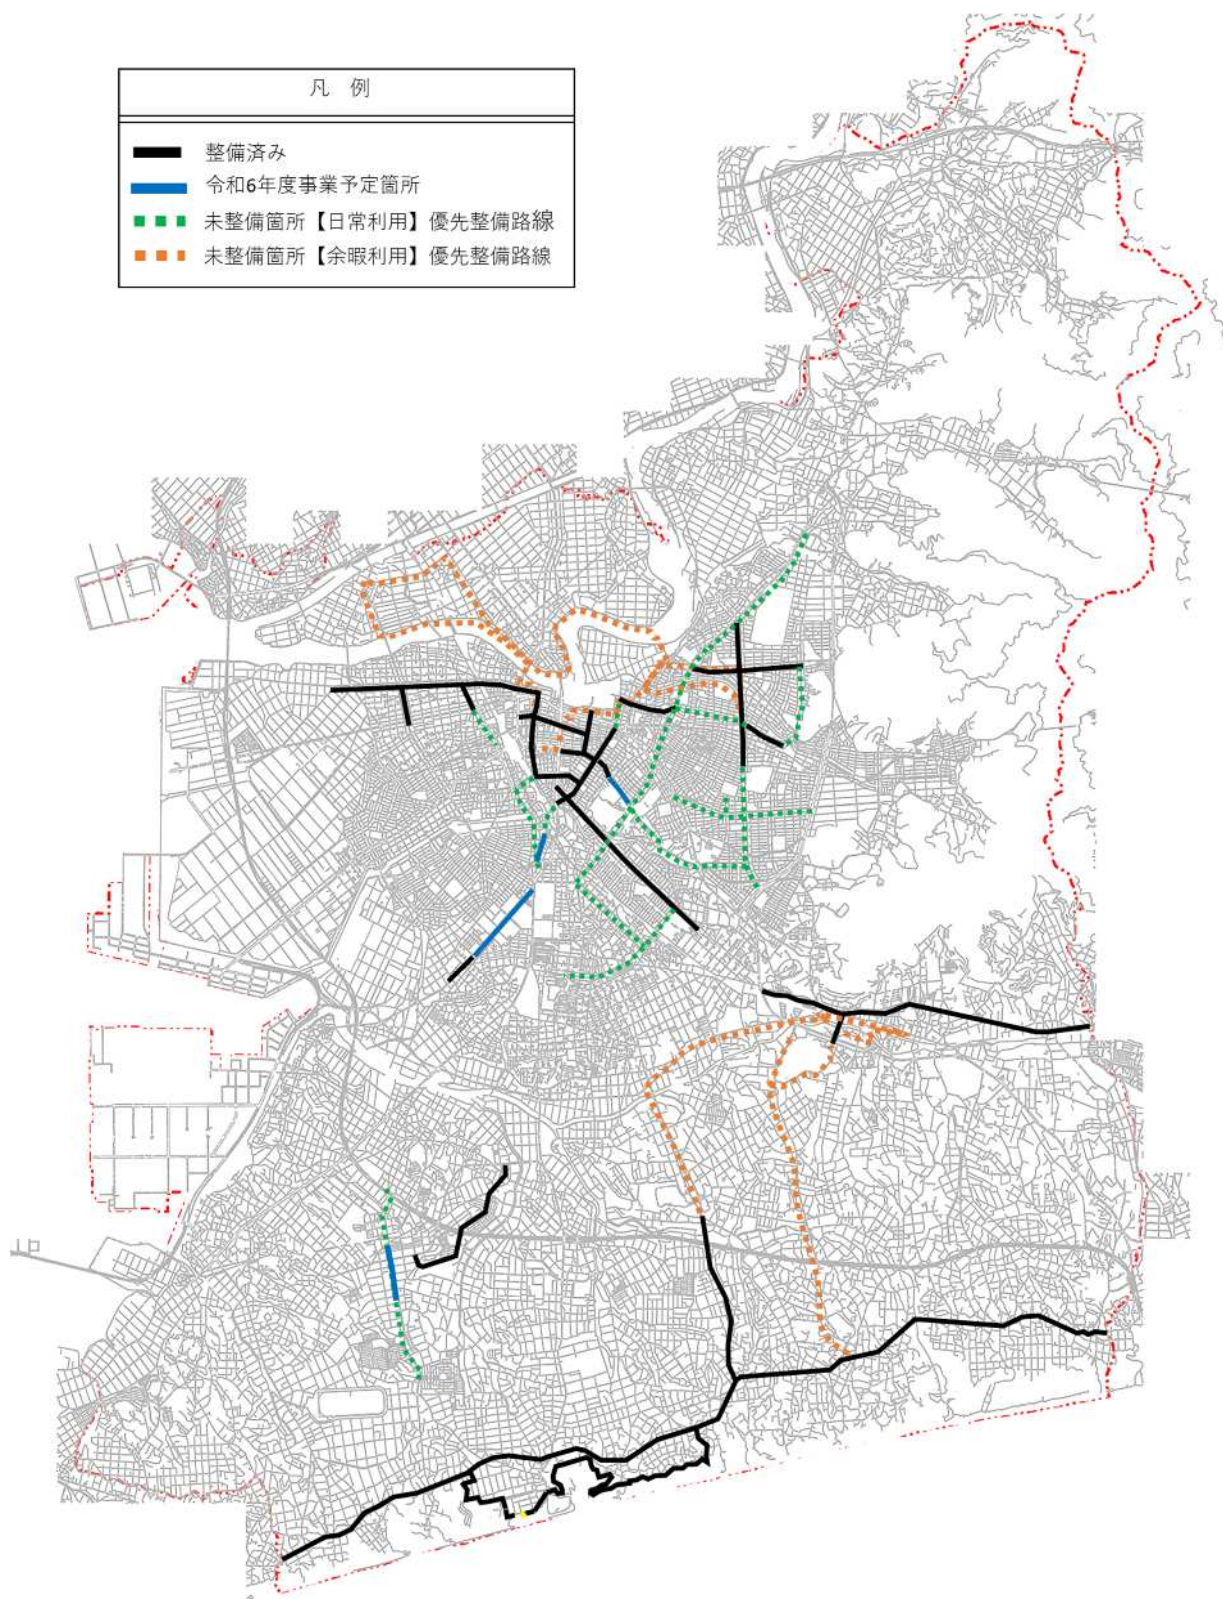 凡 例
整備済み
令和6年度事業予定箇所
未整備箇所【日常利用】優先整備路線
未整備箇所【余暇利用】優先整備路線